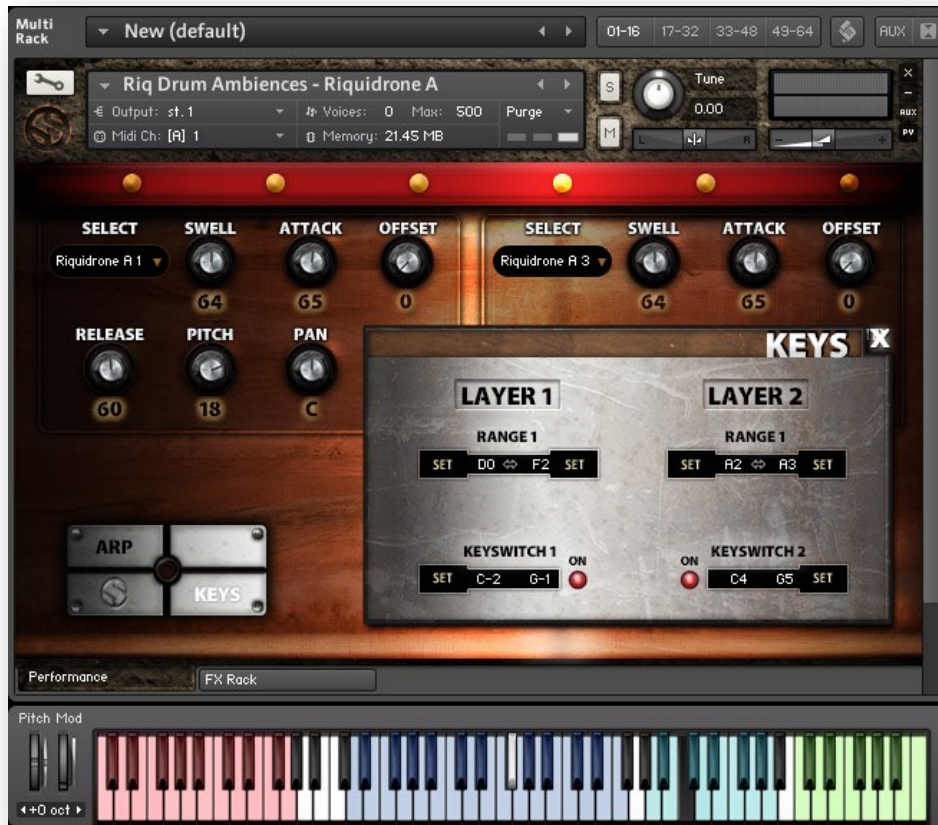 Multi Rack
New (default)
01-16 17-32 33-48 49-64
AUX
Riq Drum Ambiences - Riquidrone A
Output: st.1 Voices: 0 Max: 500 Purge
Midi Ch: [A] 1 Memory: 21.45 MB
S
M
Tune
0.00
L R
- +
×
-
AUX
PV
SELECT SWELL ATTACK OFFSET
Riquidrone A 1
64 65 0
RELEASE PITCH PAN
60 18 C
SELECT SWELL ATTACK OFFSET
Riquidrone A 3
64 65 0
KEYS X
LAYER 1 LAYER 2
RANGE 1 RANGE 1
SET D0 ⇔ F2 SET SET A2 ⇔ A3 SET
KEYSWITCH 1 ON ON KEYSWITCH 2
SET C-2 G-1 C4 G5 SET
ARP
KEYS
Performance FX Rack
Pitch Mod
+0 oct